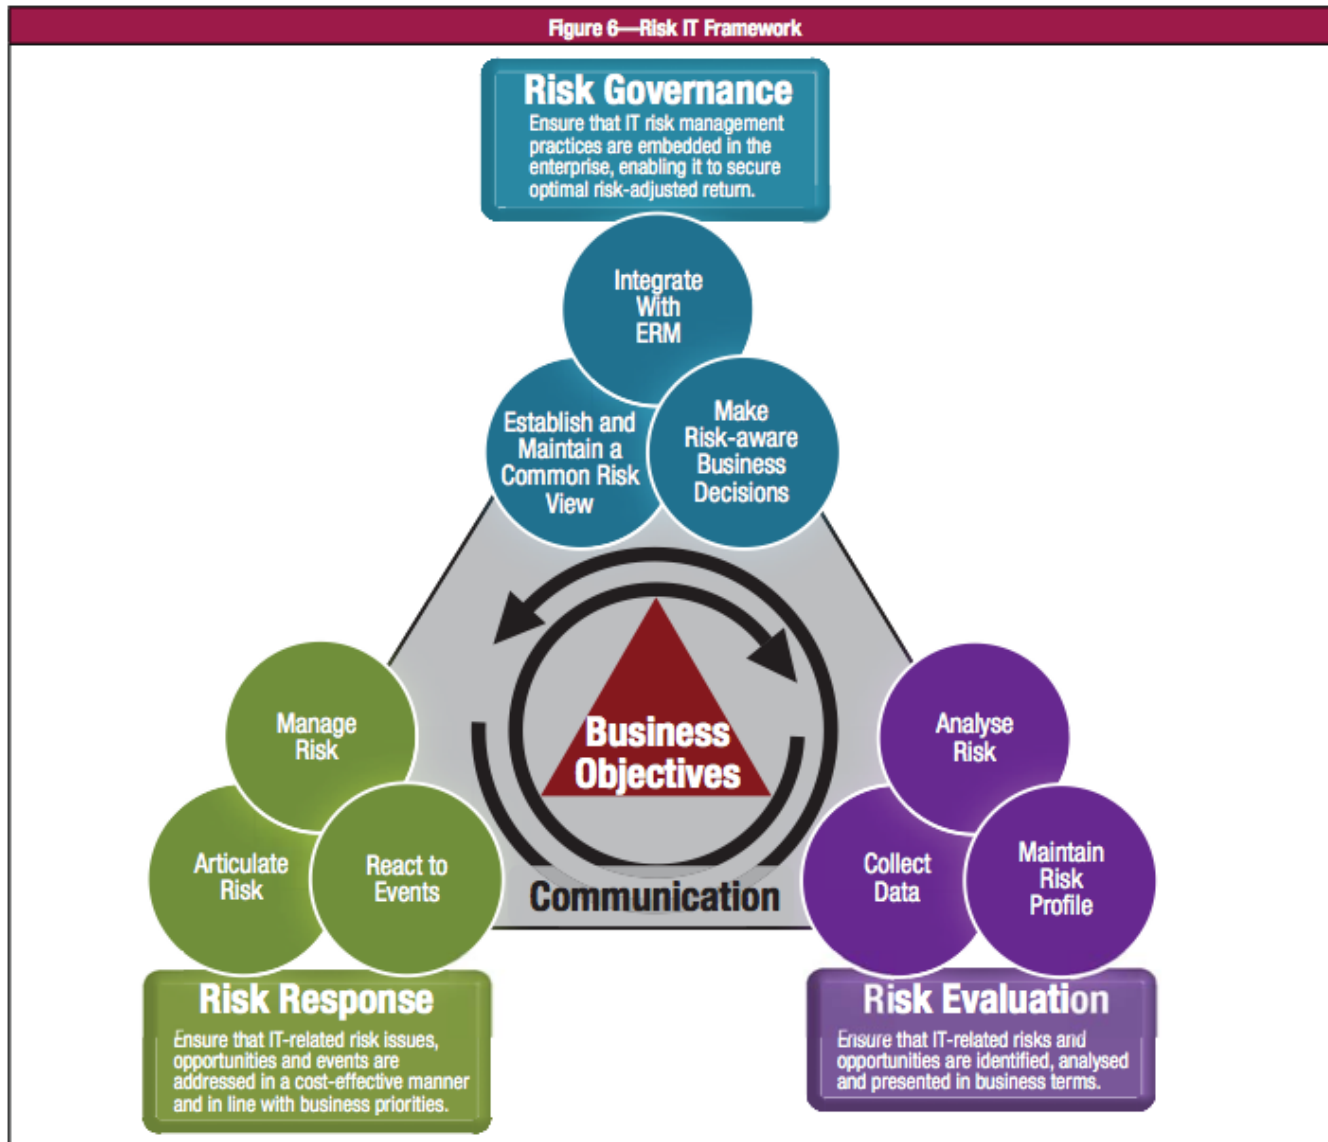 Figure 6—Risk IT Framework
Risk Governance
Ensure that IT risk management
practices are embedded in the
enterprise, enabling it to secure
optimal risk-adjusted return.
Integrate
With
ERM
Establish and
Maintain a
Common Risk
View
Make
Risk-aware
Business
Decisions
Business
Objectives
Communication
Manage
Risk
Articulate
Risk
React to
Events
Analyse
Risk
Collect
Data
Maintain
Risk
Profile
Risk Response
Ensure that IT-related risk issues,
opportunities and events are
addressed in a cost-effective manner
and in line with business priorities.
Risk Evaluation
Ensure that IT-related risks and
opportunities are identified, analysed
and presented in business terms.